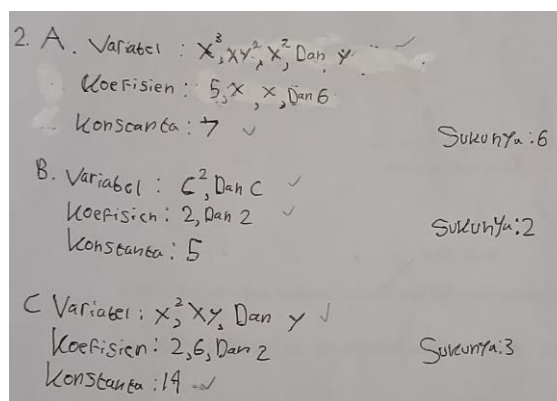 2. A. Variabel : x³, xy², x², Dan y
Koefisien : 5, x, x, Dan 6
Konstanta : 7
Sukunya : 6
B. Variabel : c², Dan c
Koefisien : 2, Dan 2
Konstanta : 5
Sukunya : 2
C Variabel : x², xy, Dan y
Koefisien : 2, 6, Dan 2
Konstanta : 14
Sukunya : 3